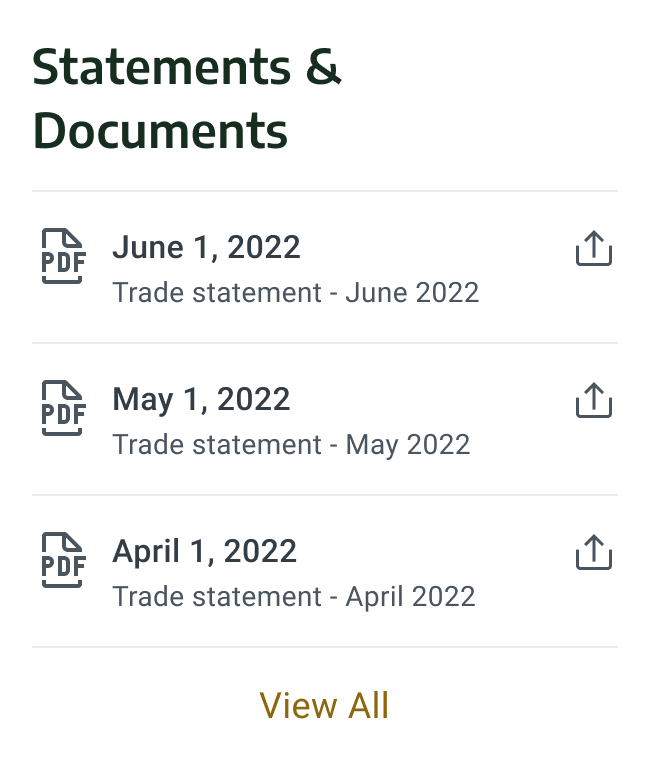 Statements &
Documents
PDF
June 1, 2022
Trade statement - June 2022
PDF
May 1, 2022
Trade statement - May 2022
PDF
April 1, 2022
Trade statement - April 2022
View All